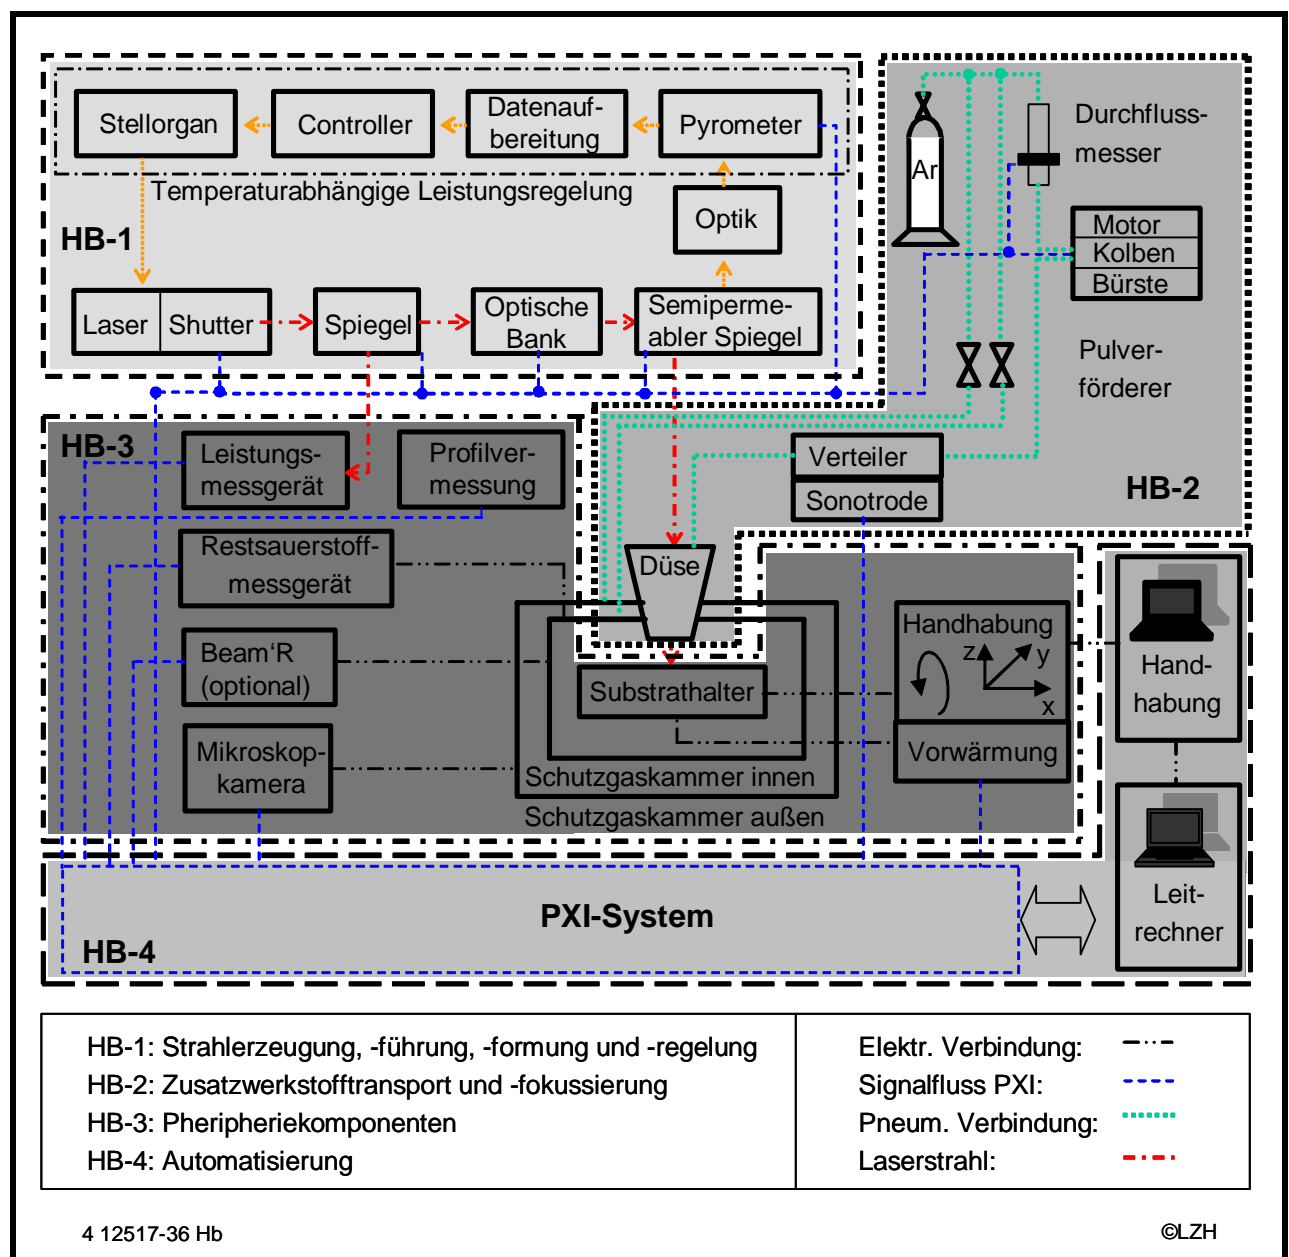 Stellorgan
Controller
Datenauf-
bereitung
Pyrometer
Temperaturabhängige Leistungsregelung
Optik
HB-1
Laser
Shutter
Spiegel
Optische
Bank
Semiperme-
abler Spiegel
Ar
Durchfluss-
messer
Motor
Kolben
Bürste
Pulver-
förderer
HB-3
Leistungs-
messgerät
Profilver-
messung
Verteiler
Sonotrode
HB-2
Restsauerstoff-
messgerät
Düse
Beam‘R
(optional)
Substrathalter
Handhabung
z
y
x
Vorwärmung
Hand-
habung
Mikroskop-
kamera
Schutzgaskammer innen
Schutzgaskammer außen
PXI-System
HB-4
Leit-
rechner
HB-1: Strahlerzeugung, -führung, -formung und -regelung
HB-2: Zusatzwerkstofftransport und -fokussierung
HB-3: Pheripheriekomponenten
HB-4: Automatisierung
Elektr. Verbindung:
Signalfluss PXI:
Pneum. Verbindung:
Laserstrahl:
4 12517-36 Hb
©LZH